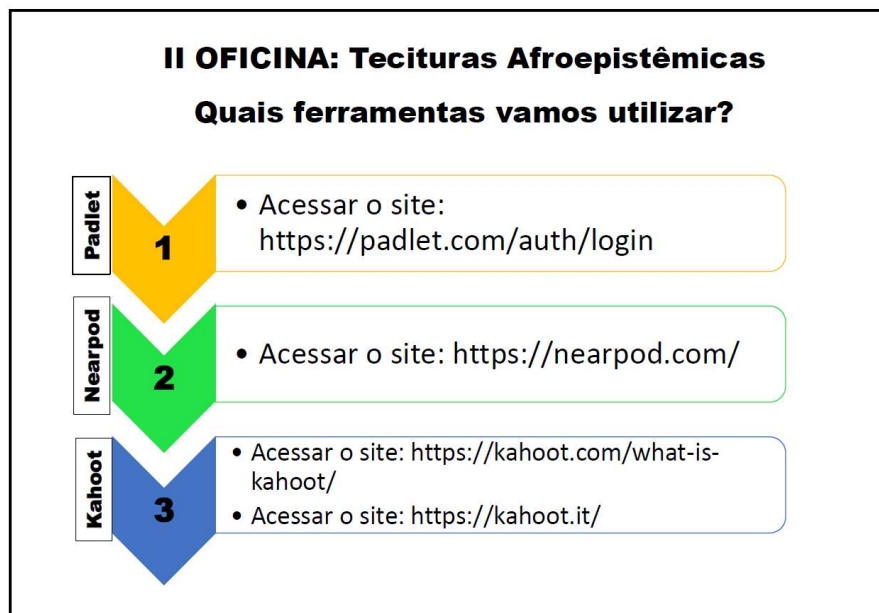 II OFICINA: Tecituras Afroepistêmicas
Quais ferramentas vamos utilizar?
Padlet
1
• Acessar o site:
https://padlet.com/auth/login
Nearpod
2
• Acessar o site: https://nearpod.com/
Kahoot
3
• Acessar o site: https://kahoot.com/what-is-
kahoot/
• Acessar o site: https://kahoot.it/